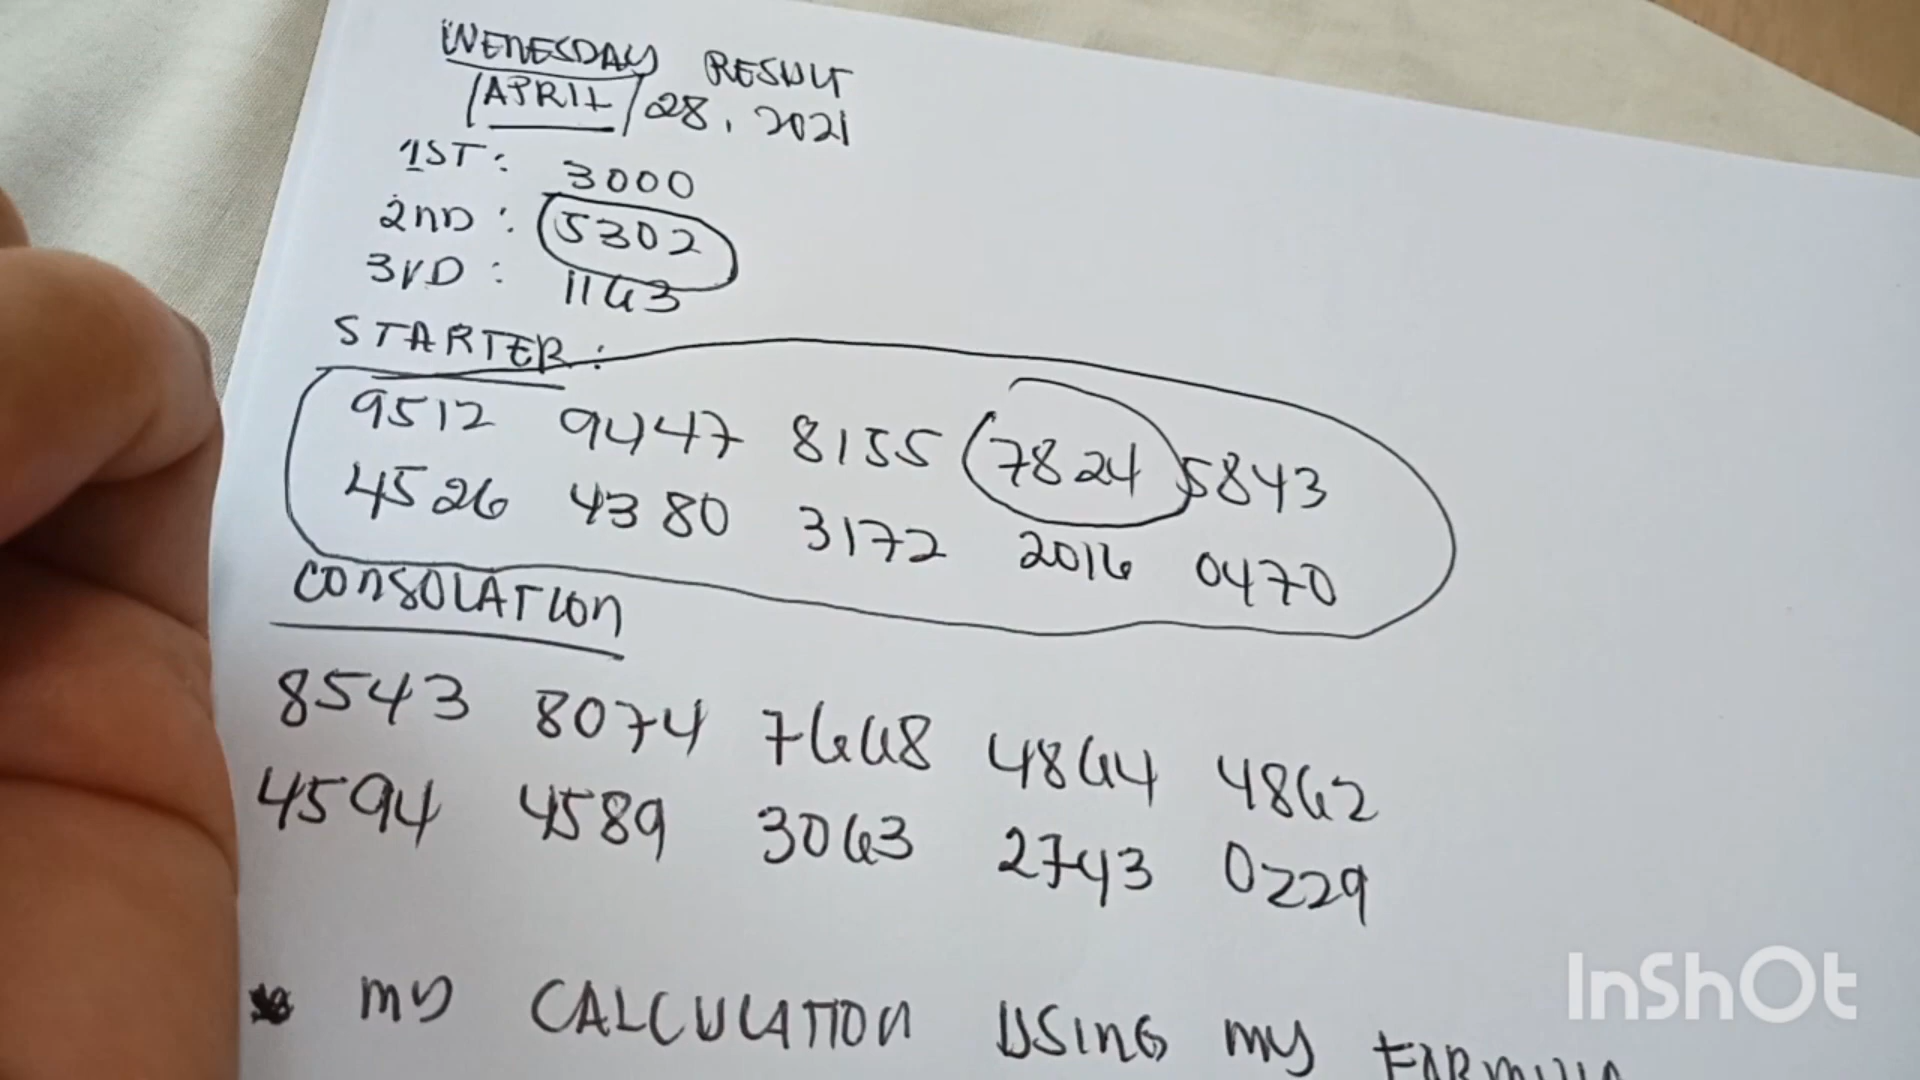 WENESDAY RESULT
APRIL 28, 2021
1ST: 3000
2ND: 5302
3RD: 1163
STARTER:
9512 9447 8155 7824 5843
4526 4380 3172 2016 0470
CONSOLATION
8543 8074 7668 4864 4862
4594 4589 3063 2743 0229
* MY CALCULATION USING MY FORMULA
InShOt